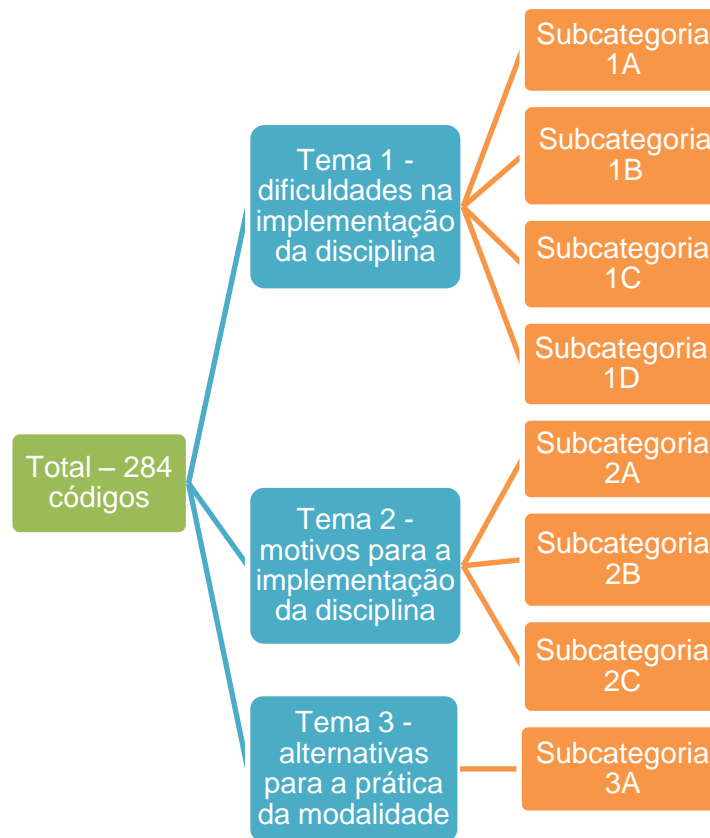 Total – 284
códigos
Tema 1 -
dificuldades na
implementação
da disciplina
Subcategoria
1A
Subcategoria
1B
Subcategoria
1C
Subcategoria
1D
Tema 2 -
motivos para a
implementação
da disciplina
Subcategoria
2A
Subcategoria
2B
Subcategoria
2C
Tema 3 -
alternativas
para a prática
da modalidade
Subcategoria
3A